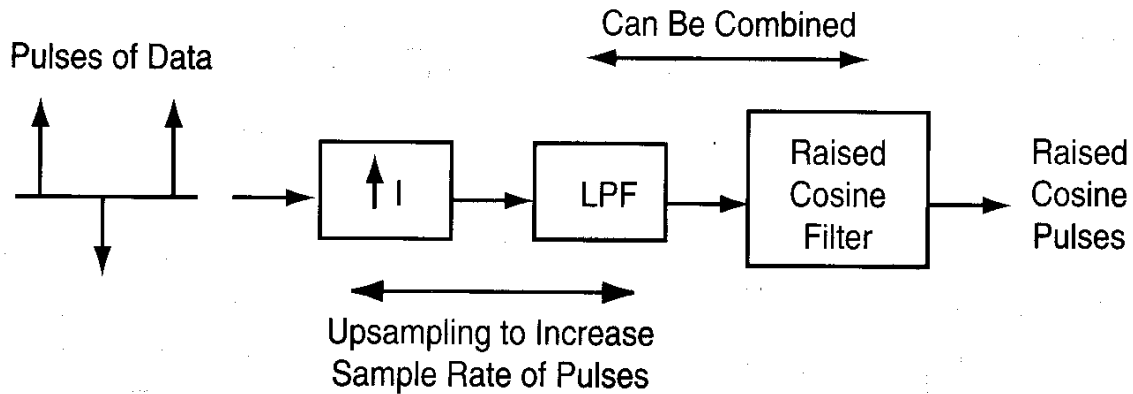 Can Be Combined
Pulses of Data
I
LPF
Raised
Cosine
Filter
Raised
Cosine
Pulses
Upsampling to Increase
Sample Rate of Pulses